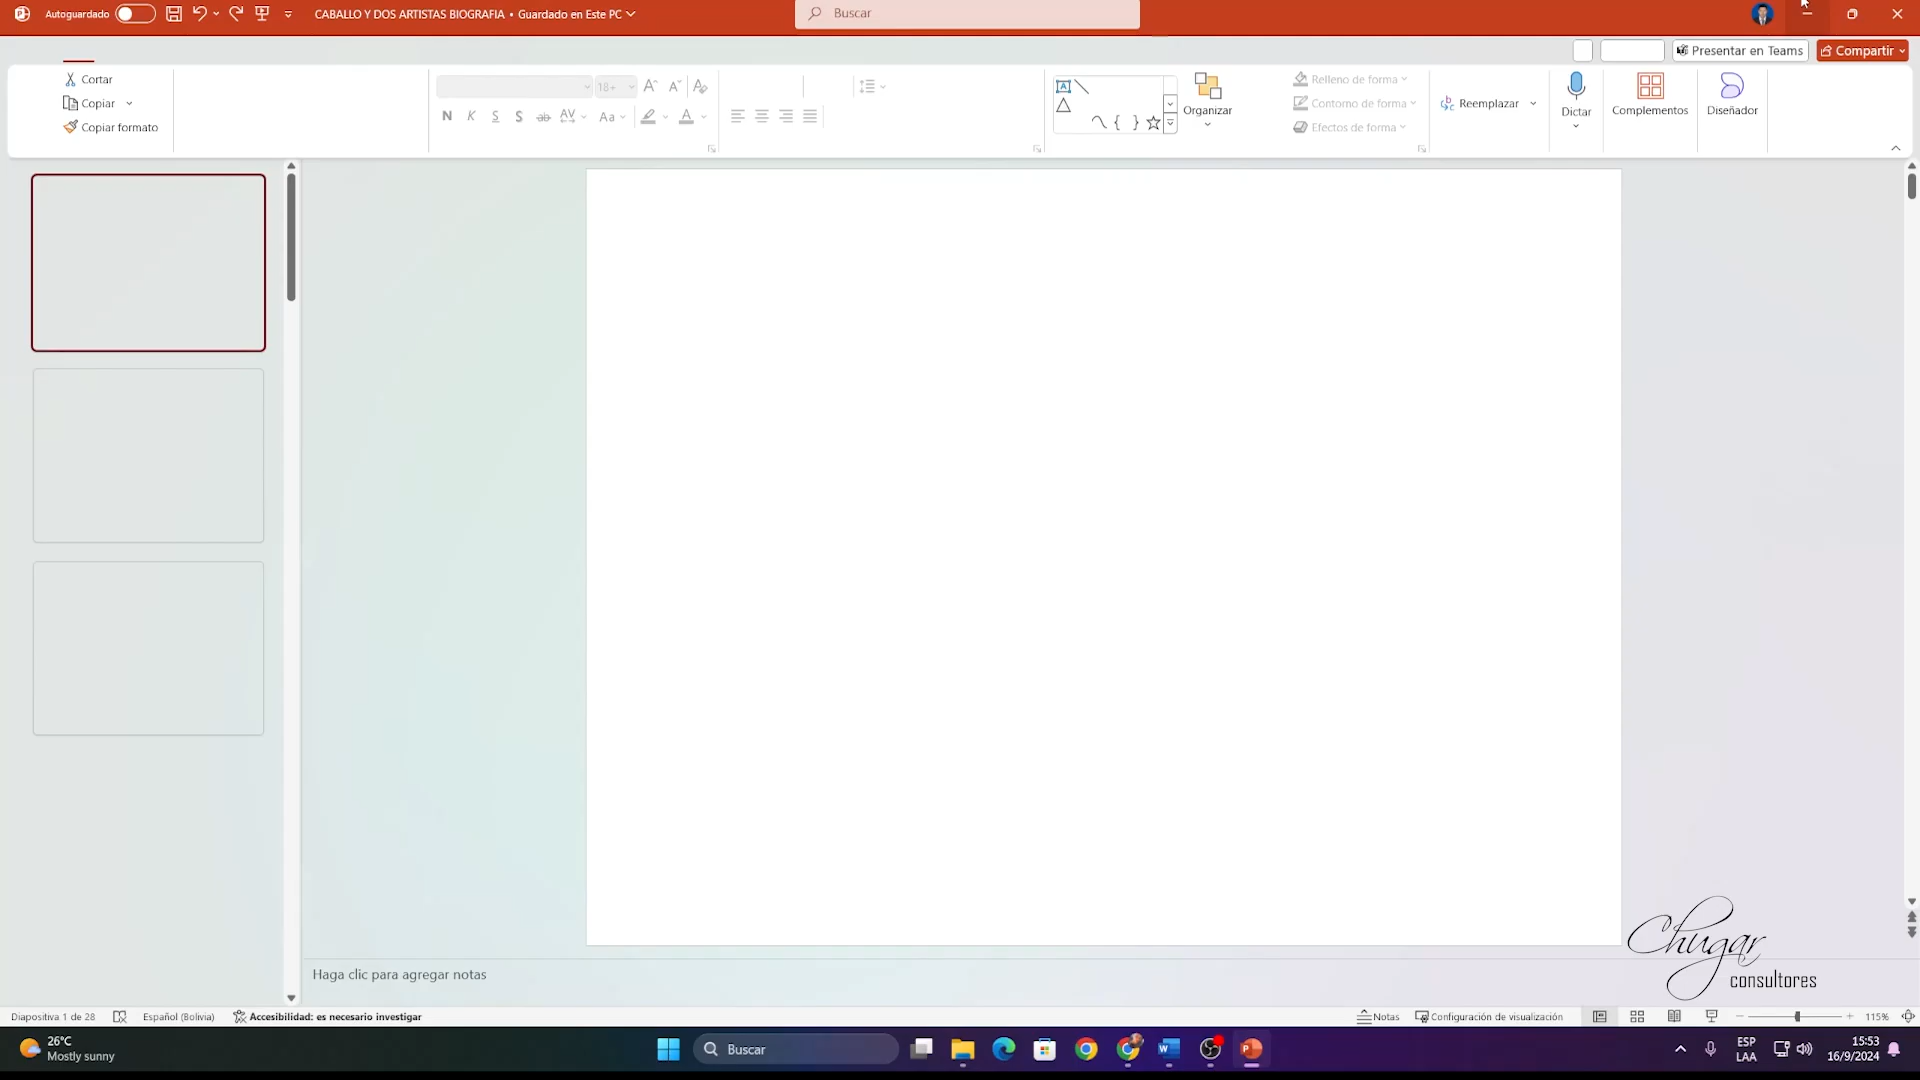 Autoguardado
CABALLO Y DOS ARTISTAS BIOGRAFIA • Guardado en Este PC
Buscar
Presentar en Teams
Compartir
Cortar
Copiar
Copiar formato
18+
N K S S ab AV Aa A
Organizar
Relleno de forma
Contorno de forma
Efectos de forma
Reemplazar
Dictar
Complementos
Diseñador
Haga clic para agregar notas
Chugar
consultores
Diapositiva 1 de 28
Español (Bolivia)
Accesibilidad: es necesario investigar
Notas
Configuración de visualización
115%
26°C
Mostly sunny
Buscar
ESP
LAA
15:53
16/9/2024